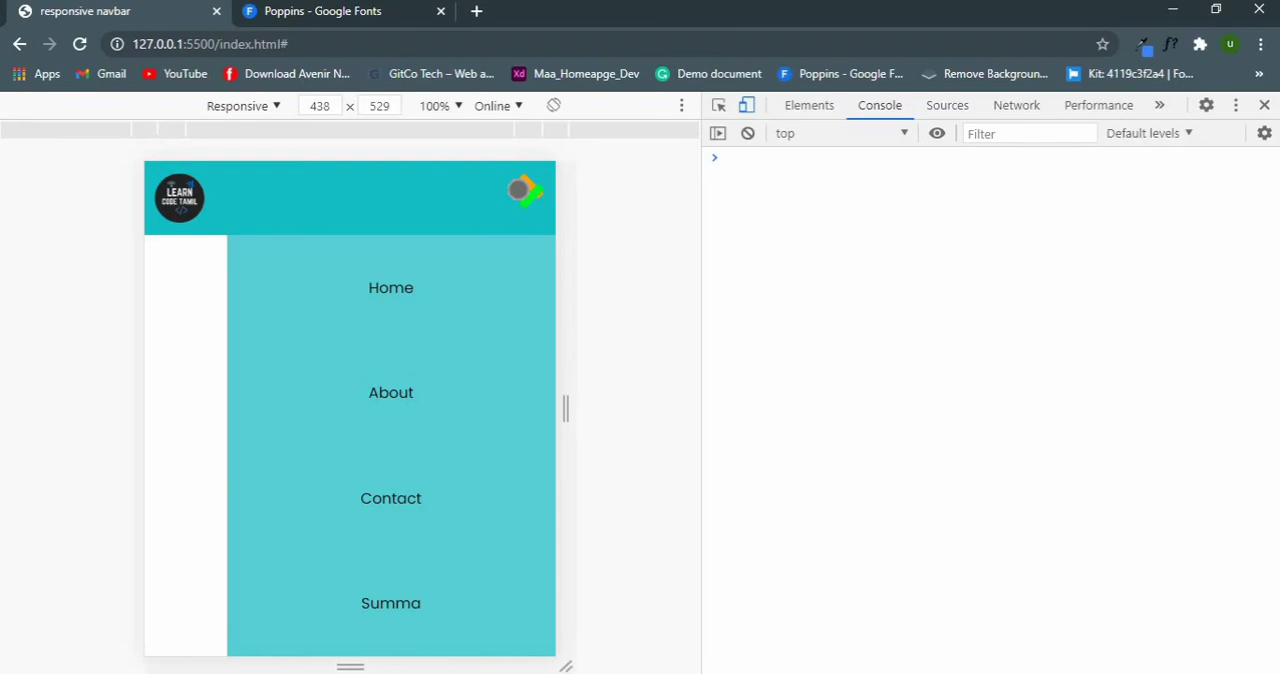 responsive navbar
Poppins - Google Fonts
127.0.0.1:5500/index.html#
f?
u
Apps
Gmail
YouTube
Download Avenir N...
GitCo Tech – Web a...
Xd
Maa_Homeapge_Dev
Demo document
Poppins - Google F...
Remove Backgroun...
Kit: 4119c3f2a4 | Fo...
»
Responsive
438 x 529
100%
Online
Elements
Console
Sources
Network
Performance
»
top
Filter
Default levels
LEARN
CODE TAMIL
</>
Home
About
Contact
Summa